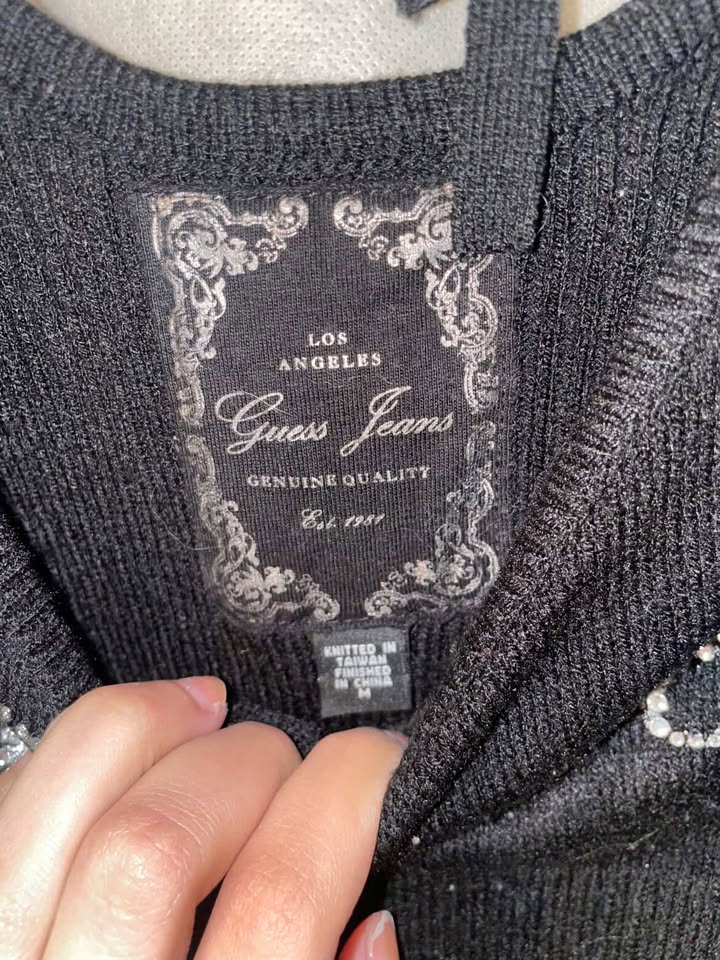 LOS
ANGELES
Guess Jeans
GENUINE QUALITY
Est. 1981
KNITTED IN
TAIWAN
FINISHED
IN CHINA
M